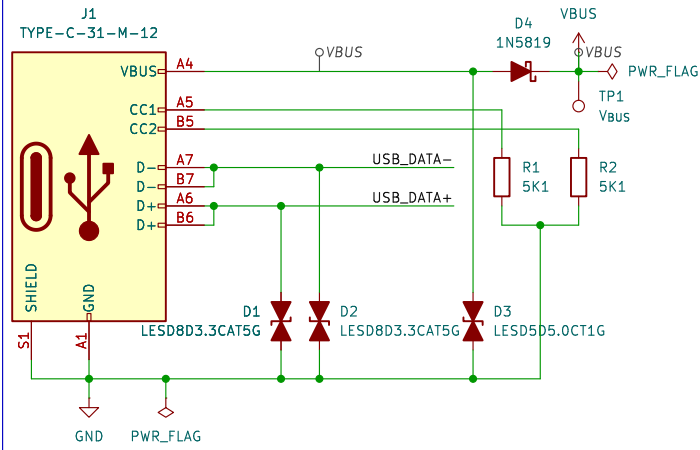 J1
TYPE-C-31-M-12
D4
1N5819
VBUS
VBUS
VBUS
PWR_FLAG
TP1
VBUS
VBUS
A4
CC1
A5
CC2
B5
D-
A7
D-
B7
D+
A6
D+
B6
USB_DATA-
USB_DATA+
R1
5K1
R2
5K1
SHIELD
GND
S1
A1
D1
LESD8D3.3CAT5G
D2
LESD8D3.3CAT5G
D3
LESD5D5.0CT1G
GND
PWR_FLAG